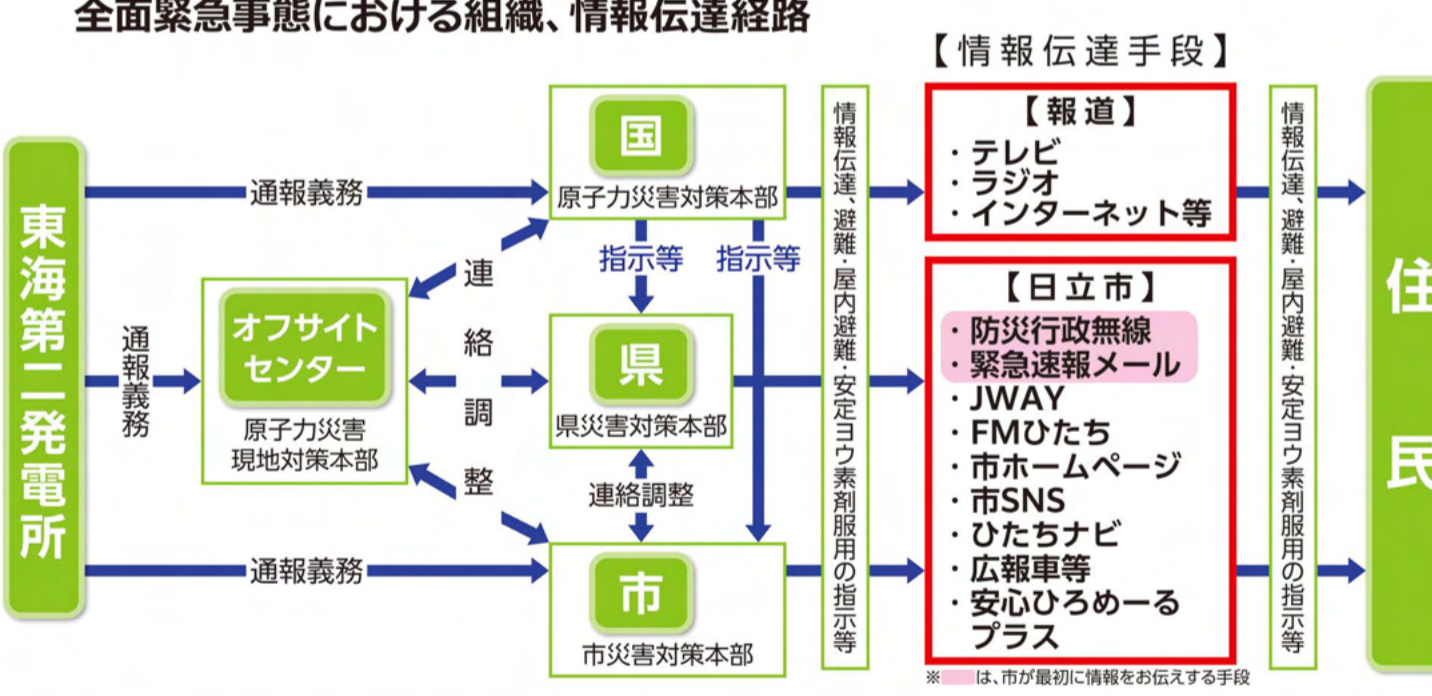 全面緊急事態における組織、情報伝達経路
【情報伝達手段】
東海第二発電所
通報義務
通報義務
通報義務
オフサイト
センター
原子力災害
現地対策本部
連絡調整
国
原子力災害対策本部
指示等
指示等
県
県災害対策本部
連絡調整
市
市災害対策本部
情報伝達、避難・屋内避難・安定ヨウ素剤服用の指示等
【報道】
・テレビ
・ラジオ
・インターネット等
【日立市】
・防災行政無線
・緊急速報メール
・JWAY
・FMひたち
・市ホームページ
・市SNS
・ひたちナビ
・広報車等
・安心ひろめーる
プラス
※ は、市が最初に情報をお伝えする手段
情報伝達、避難・屋内避難・安定ヨウ素剤服用の指示等
住民